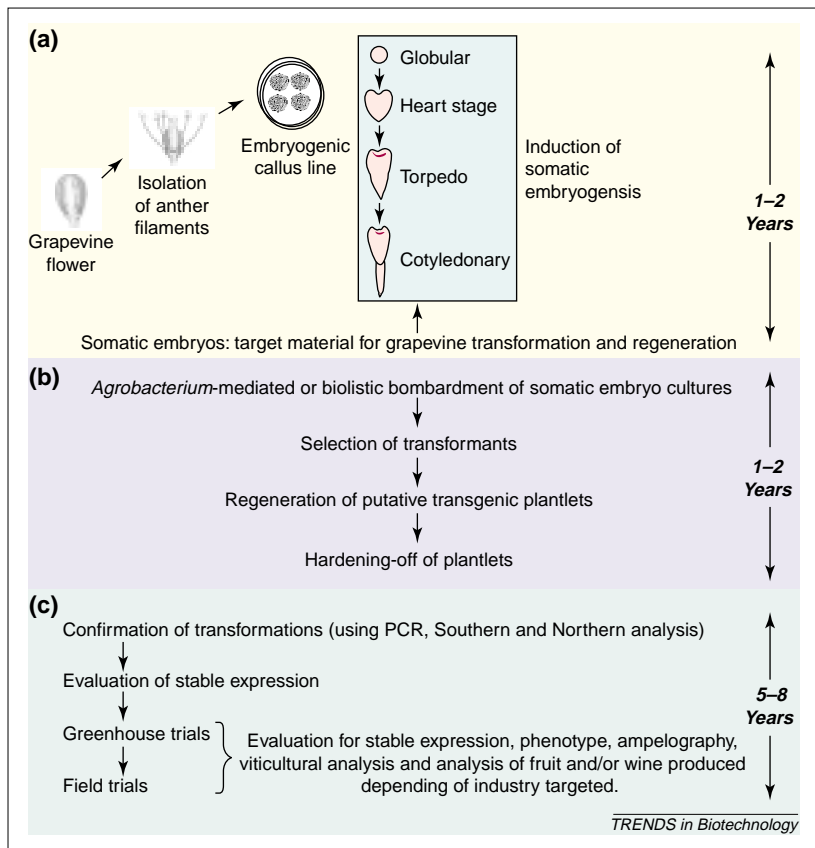 (a)
Grapevine
flower
Isolation
of anther
filaments
Embryogenic
callus line
Globular
Heart stage
Torpedo
Cotyledonary
Induction of
somatic
embryogensis
1–2
Years
Somatic embryos: target material for grapevine transformation and regeneration
(b)
Agrobacterium-mediated or biolistic bombardment of somatic embryo cultures
Selection of transformants
Regeneration of putative transgenic plantlets
Hardening-off of plantlets
1–2
Years
(c)
Confirmation of transformations (using PCR, Southern and Northern analysis)
Evaluation of stable expression
Greenhouse trials
Field trials
Evaluation for stable expression, phenotype, ampelography,
viticultural analysis and analysis of fruit and/or wine produced
depending of industry targeted.
5–8
Years
TRENDS in Biotechnology